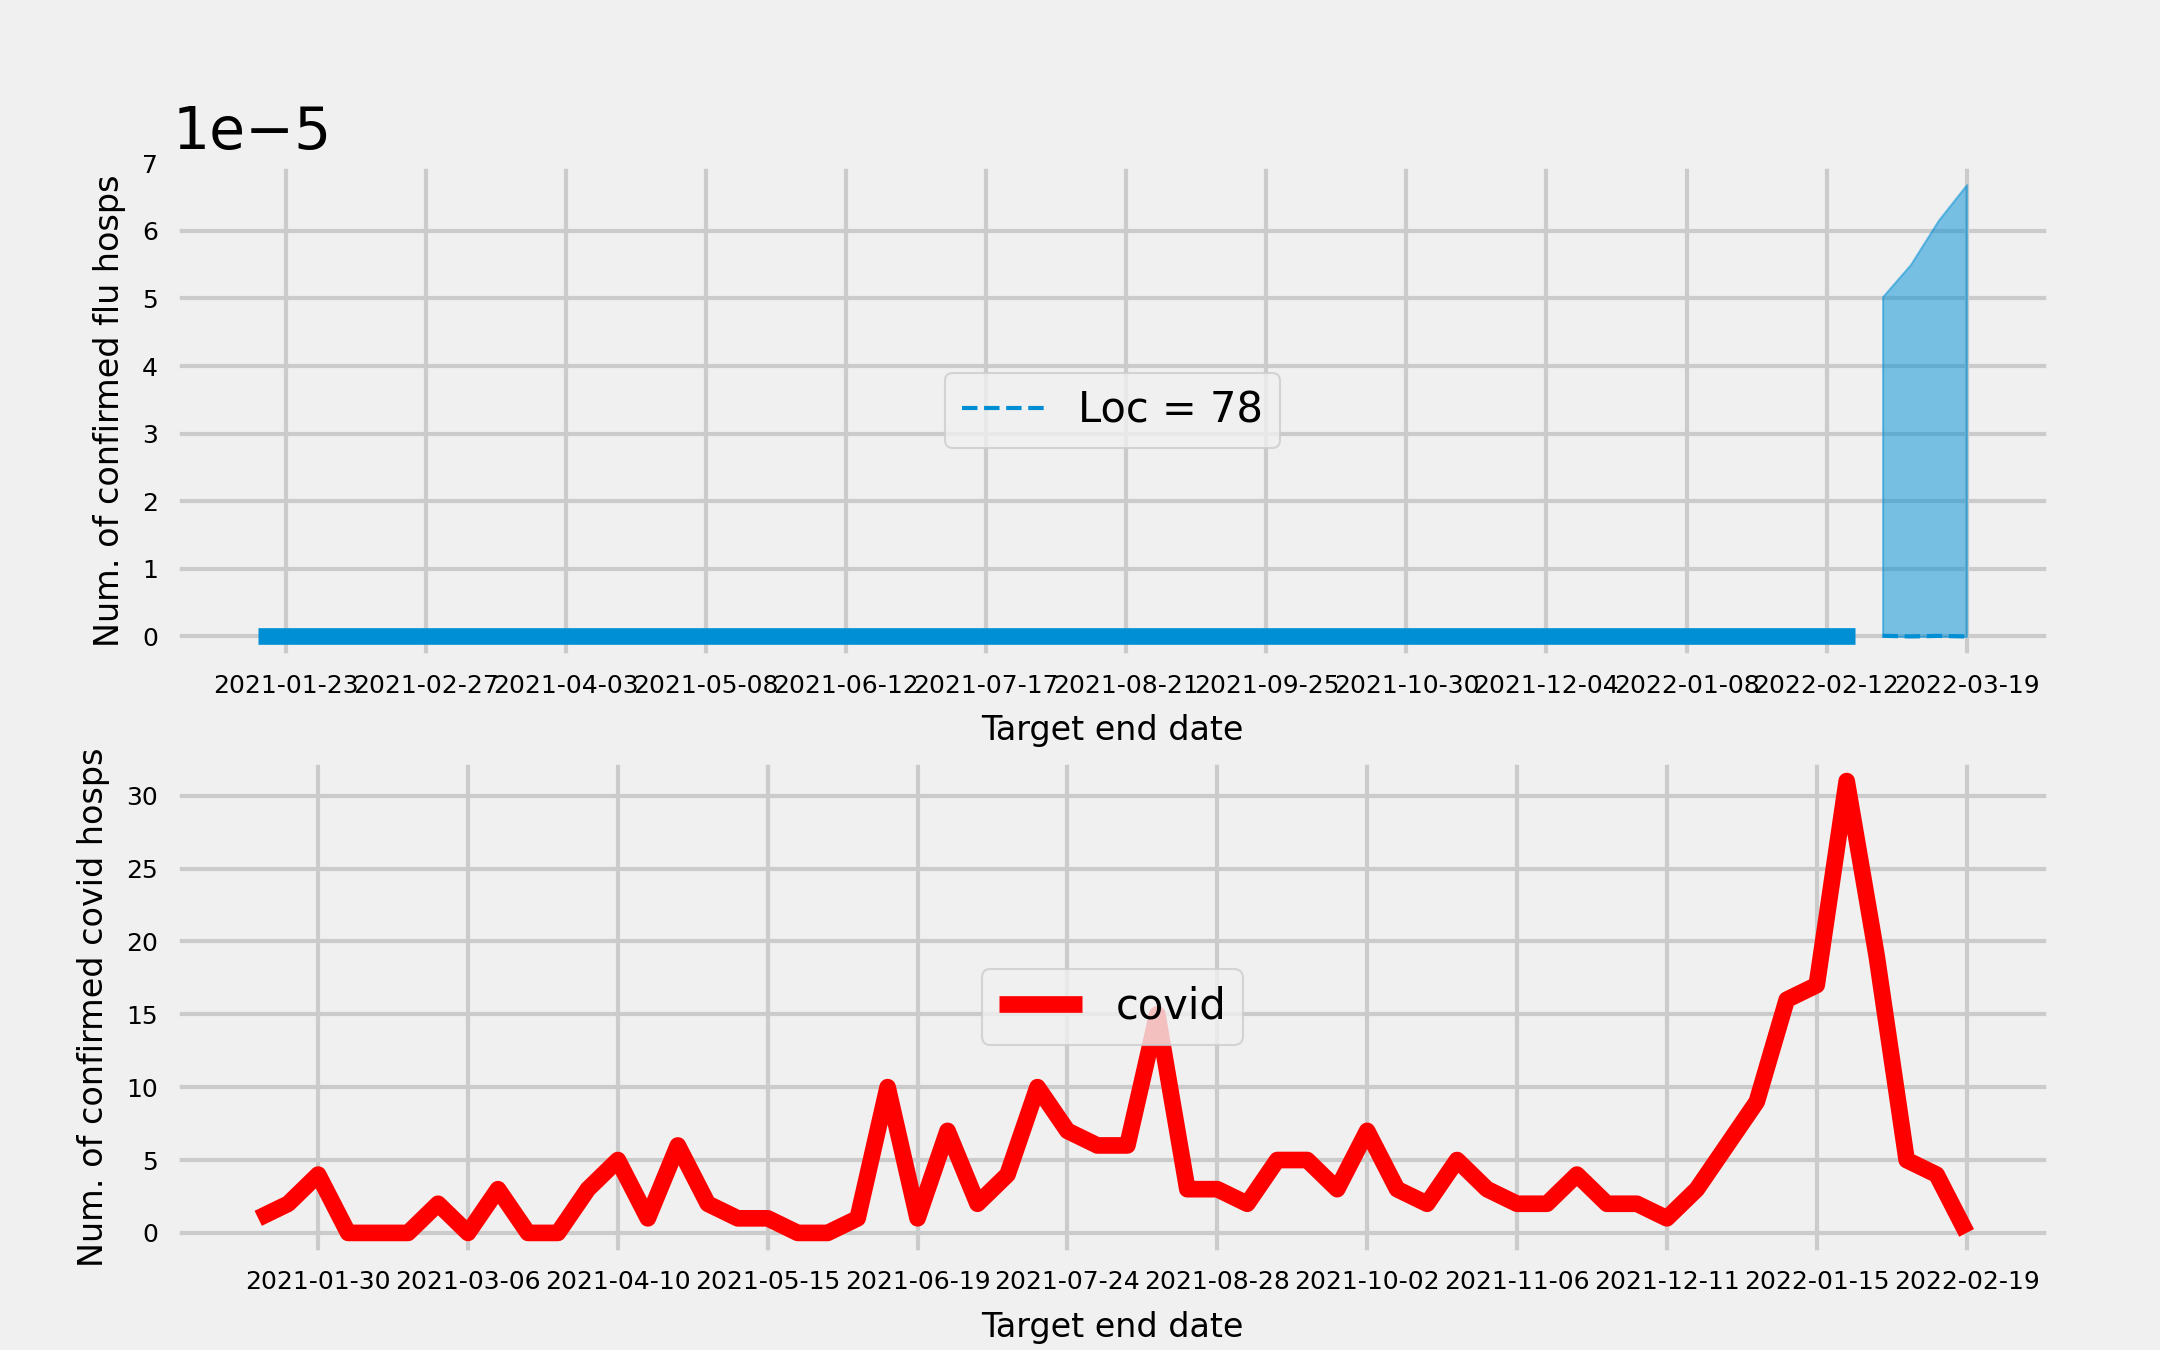 1e−5
Num. of confirmed flu hosps
7
6
5
4
3
2
1
0
Loc = 78
2021-01-23 2021-02-27 2021-04-03 2021-05-08 2021-06-12 2021-07-17 2021-08-21 2021-09-25 2021-10-30 2021-12-04 2022-01-08 2022-02-12 2022-03-19
Target end date
Num. of confirmed covid hosps
30
25
20
15
10
5
0
covid
2021-01-30 2021-03-06 2021-04-10 2021-05-15 2021-06-19 2021-07-24 2021-08-28 2021-10-02 2021-11-06 2021-12-11 2022-01-15 2022-02-19
Target end date